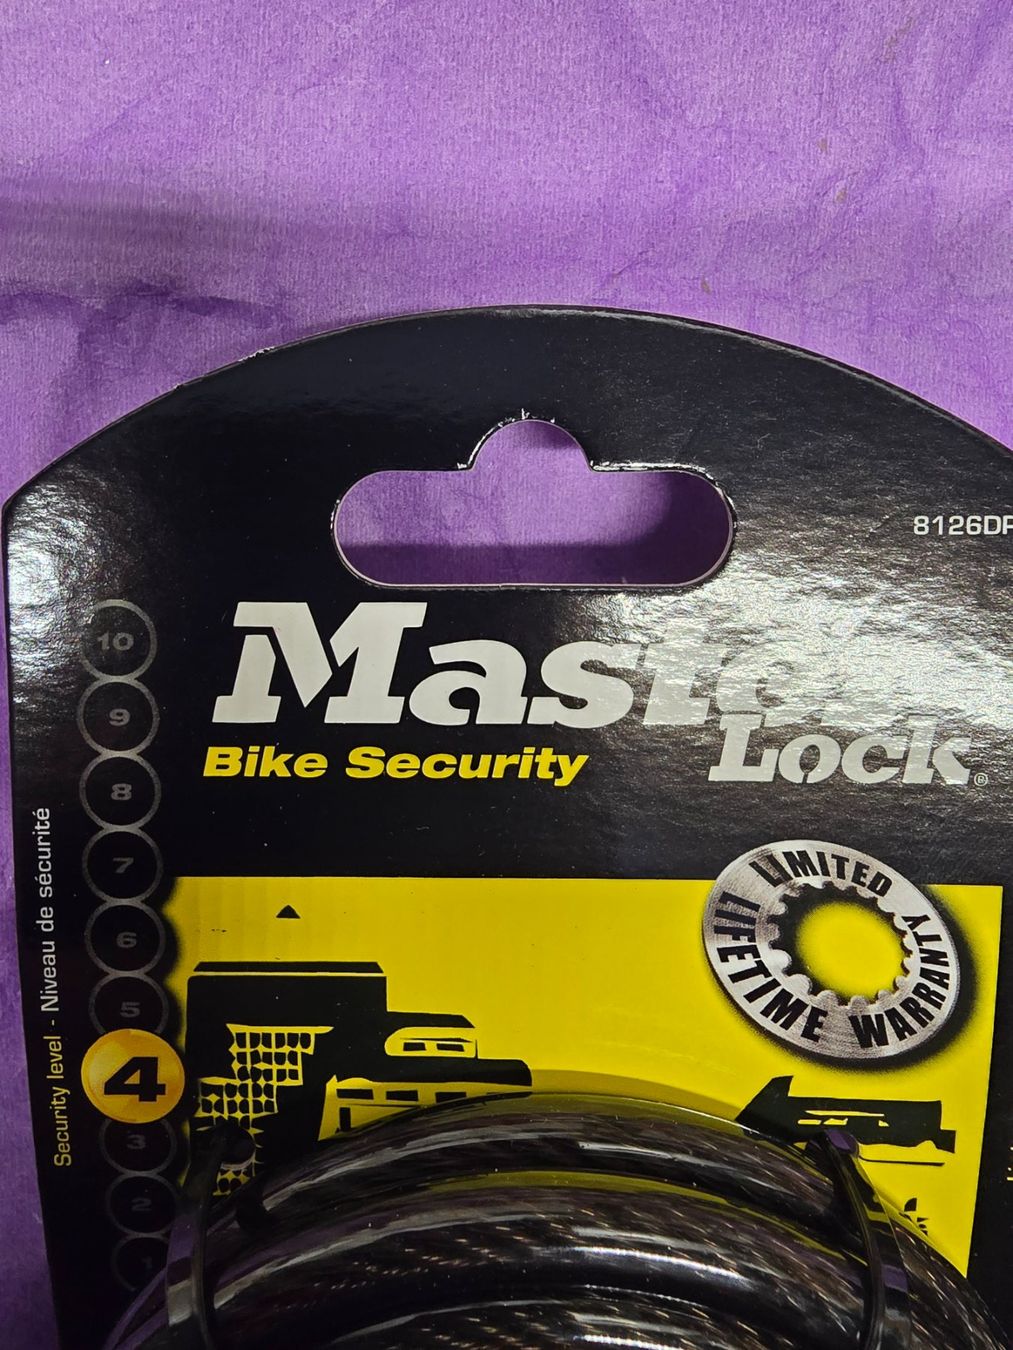 8126DP
Master
Lock®
Bike Security
LIMITED LIFETIME WARRANTY
Security level - Niveau de sécurité
10
9
8
7
6
5
4
3
2
1